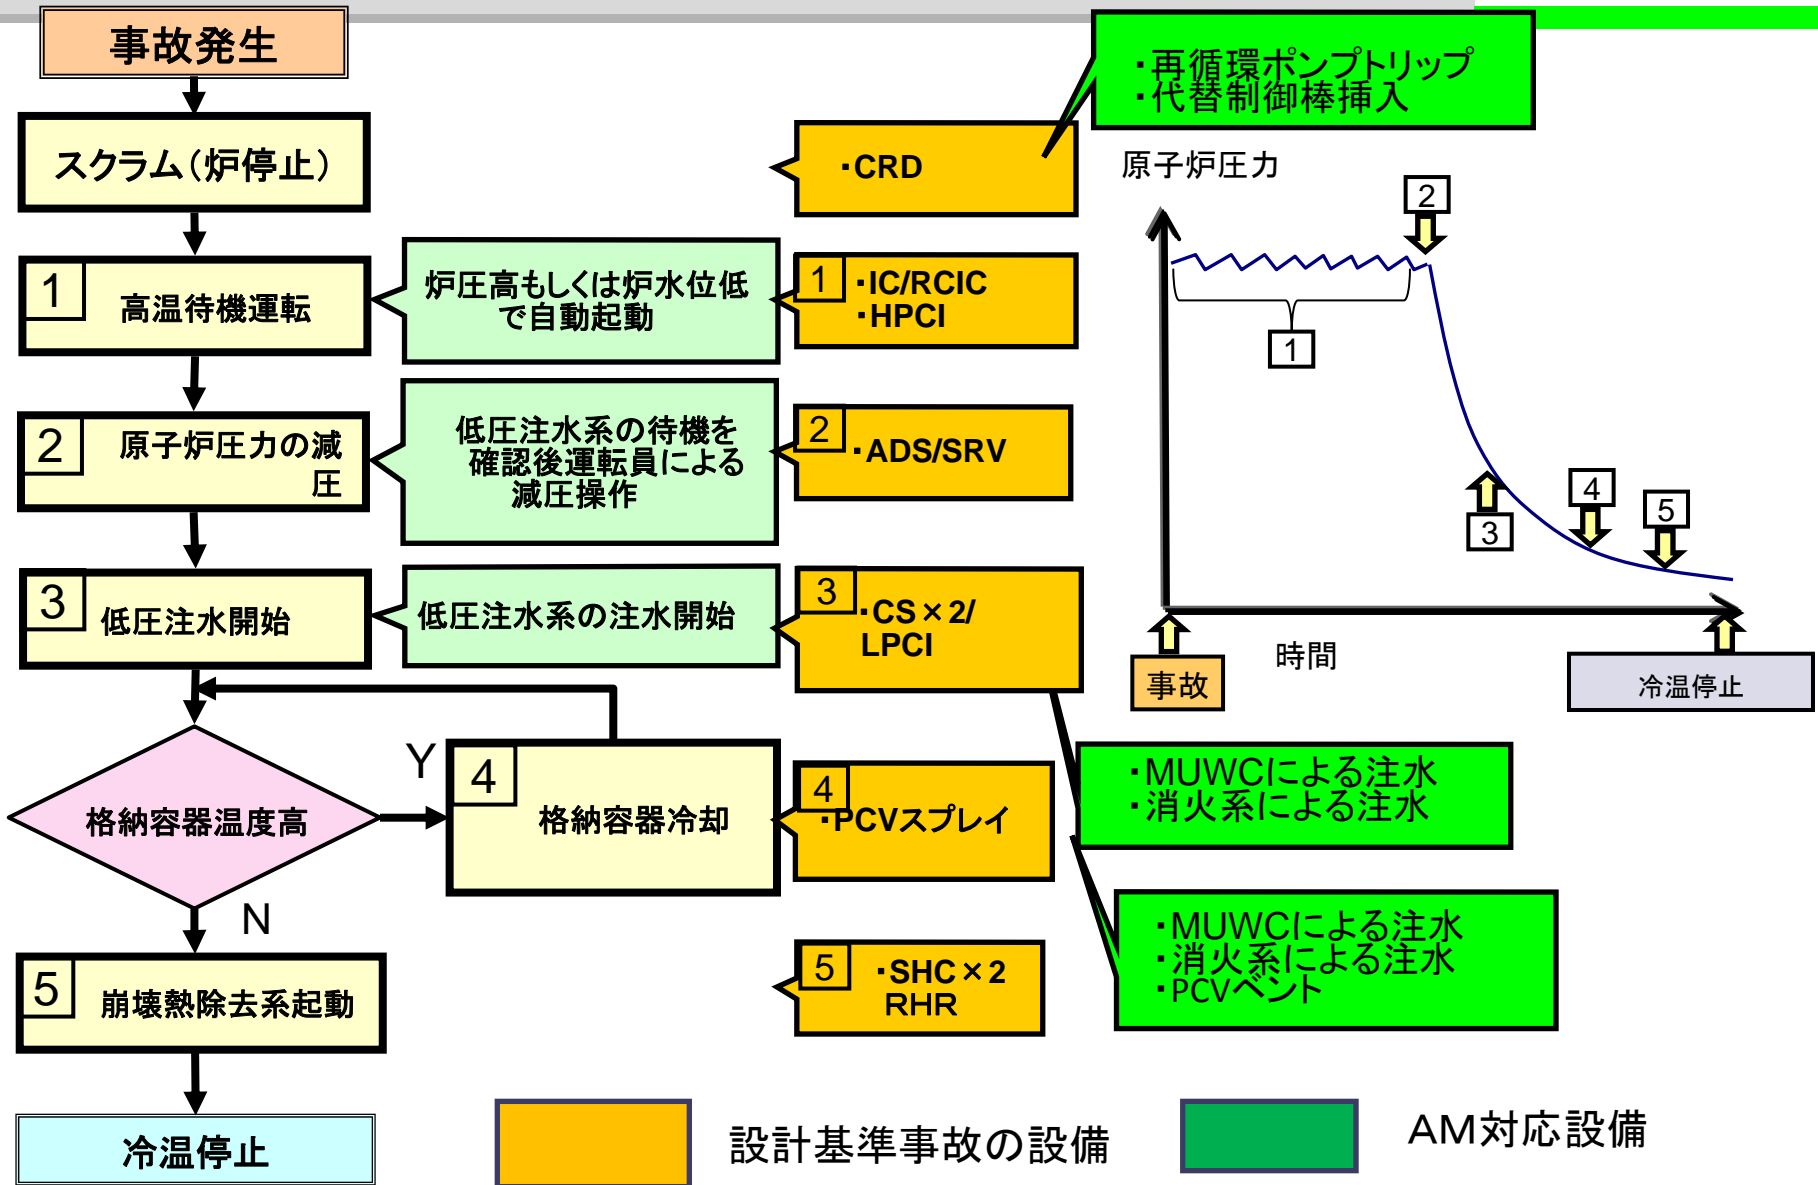 事故発生
スクラム(炉停止)
1
高温待機運転
2
原子炉圧力の減
圧
3
低圧注水開始
格納容器温度高
Y
N
4
格納容器冷却
5
崩壊熱除去系起動
冷温停止
炉圧高もしくは炉水位低
で自動起動
低圧注水系の待機を
確認後運転員による
減圧操作
低圧注水系の注水開始
・CRD
1
・IC/RCIC
・HPCI
2
・ADS/SRV
3
・CS×2/
LPCI
4
・PCVスプレイ
5
・SHC×2
RHR
・再循環ポンプトリップ
・代替制御棒挿入
原子炉圧力
2
1
3
4
5
時間
事故
冷温停止
・MUWCによる注水
・消火系による注水
・MUWCによる注水
・消火系による注水
・PCVベント
設計基準事故の設備
AM対応設備